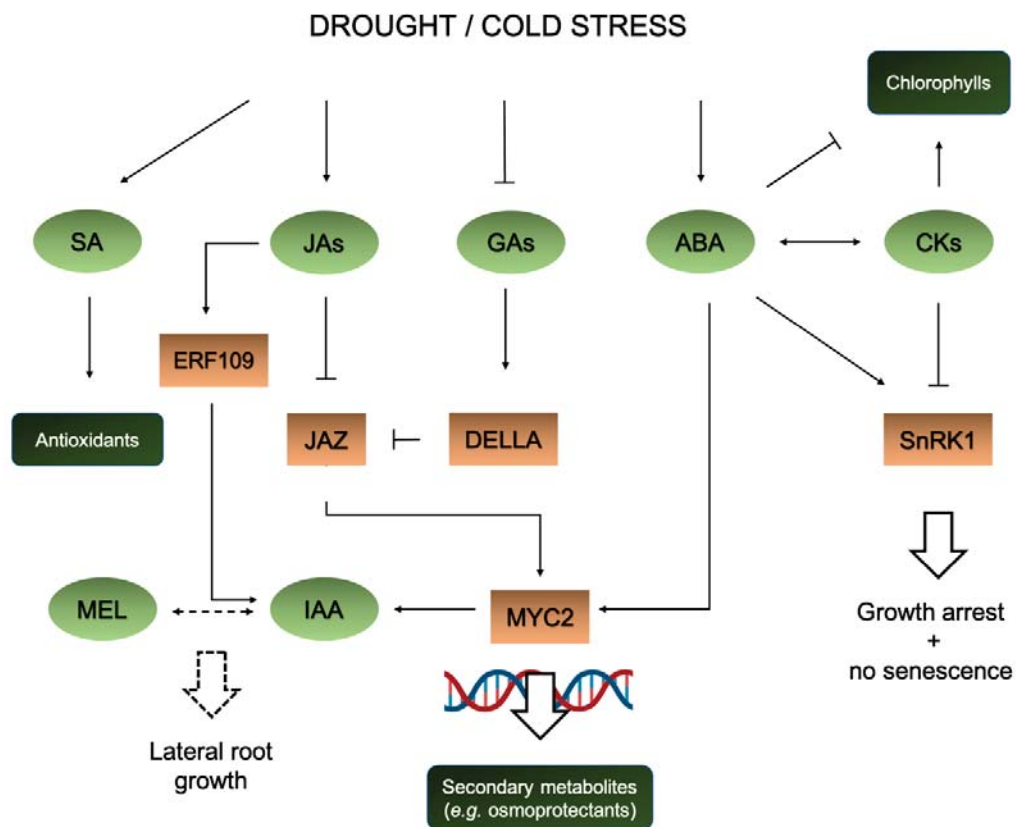 DROUGHT / COLD STRESS
Chlorophylls
SA
JAs
GAs
ABA
CKs
ERF109
Antioxidants
JAZ
DELLA
SnRK1
MEL
IAA
MYC2
Growth arrest
+
no senescence
Lateral root
growth
Secondary metabolites
(e.g. osmoprotectants)